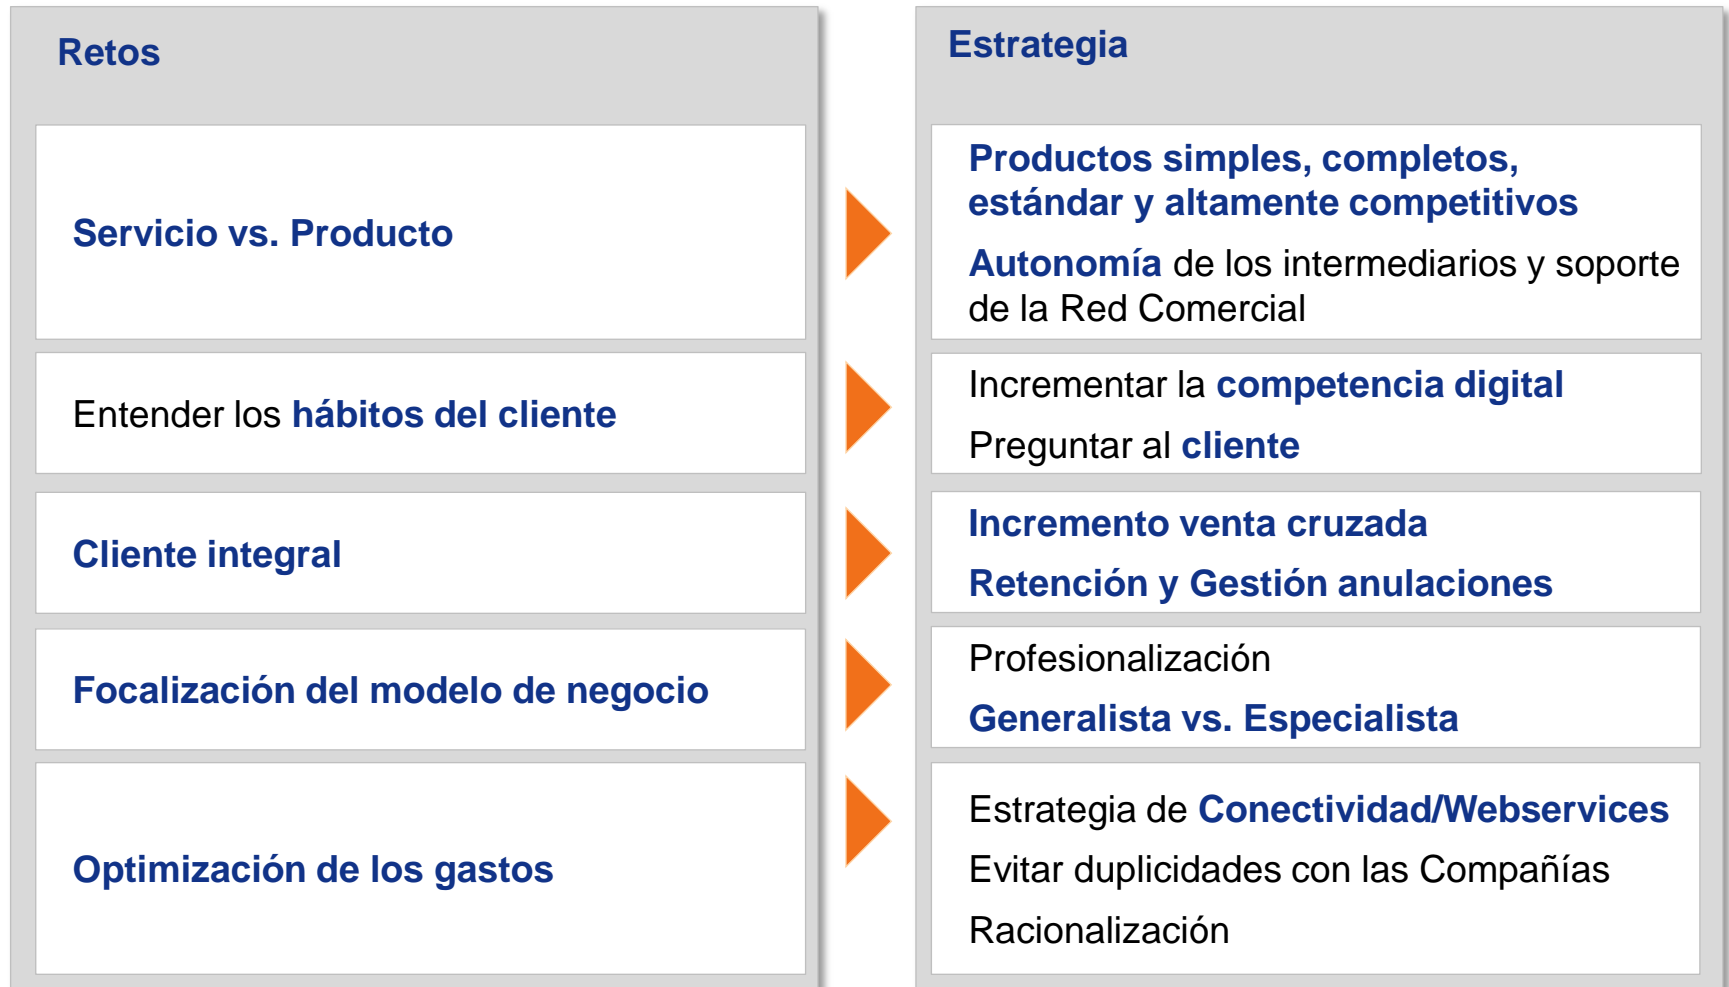 Retos
Estrategia
Servicio vs. Producto
Productos simples, completos,
estándar y altamente competitivos
Autonomía de los intermediarios y soporte
de la Red Comercial
Entender los hábitos del cliente
Incrementar la competencia digital
Preguntar al cliente
Cliente integral
Incremento venta cruzada
Retención y Gestión anulaciones
Focalización del modelo de negocio
Profesionalización
Generalista vs. Especialista
Optimización de los gastos
Estrategia de Conectividad/Webservices
Evitar duplicidades con las Compañías
Racionalización